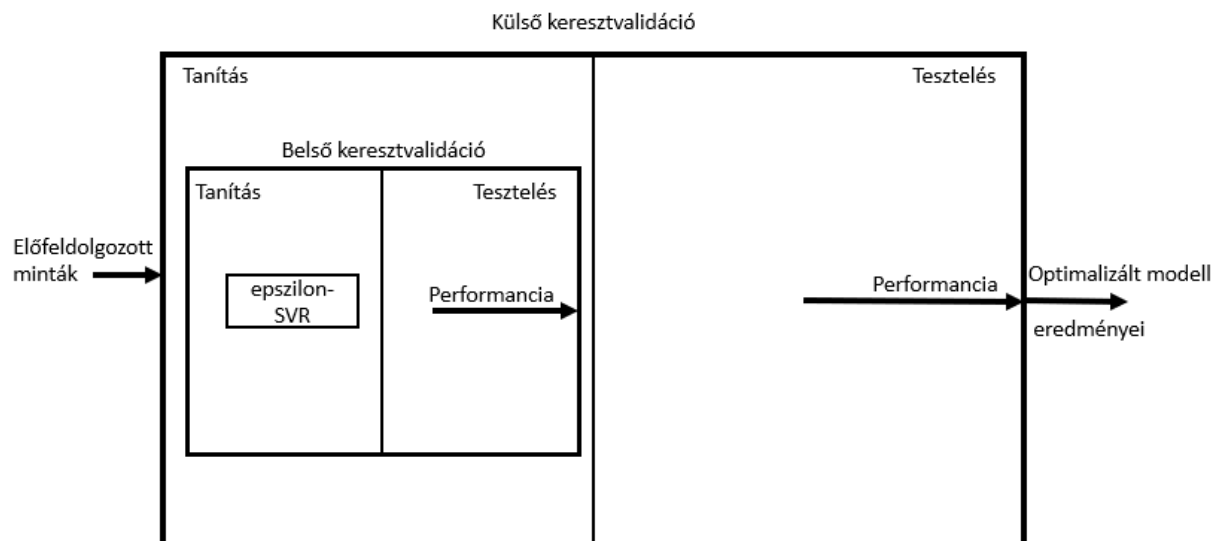 Külső keresztvalidáció
Tanítás
Tesztelés
Belső keresztvalidáció
Tanítás
Tesztelés
Előfeldolgozott
minták
epszilon-
SVR
Performancia
Performancia
Optimalizált modell
eredményei